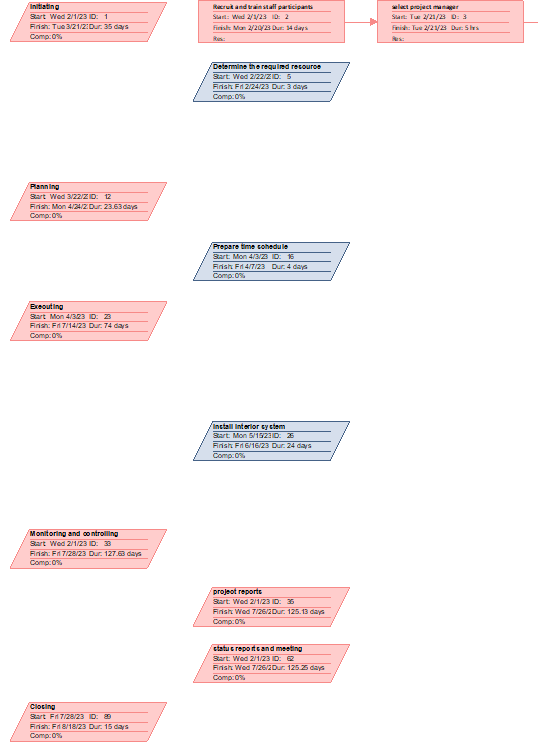 Initiating
Start: Wed 2/1/23 ID: 1
Finish: Tue 3/21/2 Dur: 35 days
Comp: 0%
Recruit and train staff participants
Start: Wed 2/1/23 ID: 2
Finish: Mon 2/20/23 Dur: 14 days
Res:
select project manager
Start: Tue 2/21/23 ID: 3
Finish: Tue 2/21/23 Dur: 5 hrs
Res:
Determine the required resource
Start: Wed 2/22/2 ID: 5
Finish: Fri 2/24/23 Dur: 3 days
Comp: 0%
Planning
Start: Wed 3/22/2 ID: 12
Finish: Mon 4/24/2 Dur: 23.63 days
Comp: 0%
Prepare time schedule
Start: Mon 4/3/23 ID: 16
Finish: Fri 4/7/23 Dur: 4 days
Comp: 0%
Executing
Start: Mon 4/3/23 ID: 23
Finish: Fri 7/14/23 Dur: 74 days
Comp: 0%
Install interior system
Start: Mon 5/15/23 ID: 26
Finish: Fri 6/16/23 Dur: 24 days
Comp: 0%
Monitoring and controlling
Start: Wed 2/1/23 ID: 33
Finish: Fri 7/28/23 Dur: 127.63 days
Comp: 0%
project reports
Start: Wed 2/1/23 ID: 35
Finish: Wed 7/26/2 Dur: 125.13 days
Comp: 0%
status reports and meeting
Start: Wed 2/1/23 ID: 62
Finish: Wed 7/26/2 Dur: 125.25 days
Comp: 0%
Closing
Start: Fri 7/28/23 ID: 89
Finish: Fri 8/18/23 Dur: 15 days
Comp: 0%